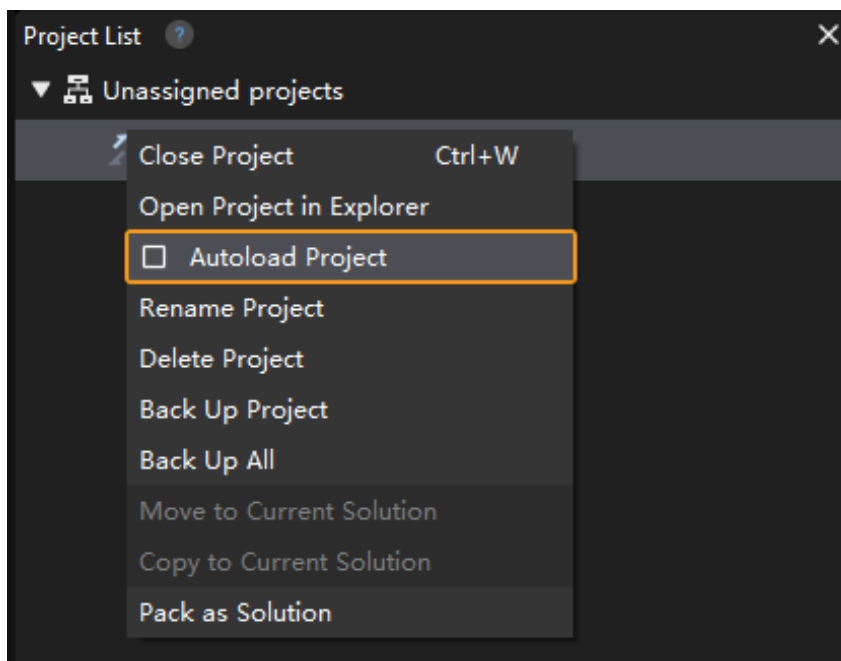 Project List ?
Unassigned projects
Close Project Ctrl+W
Open Project in Explorer
Autoload Project
Rename Project
Delete Project
Back Up Project
Back Up All
Move to Current Solution
Copy to Current Solution
Pack as Solution